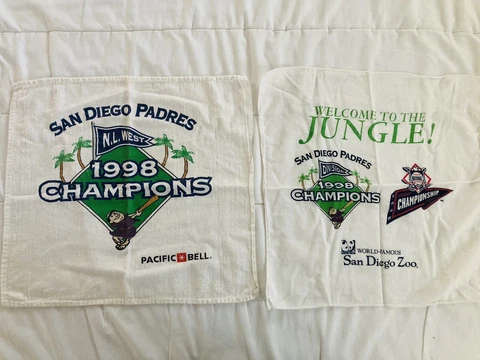 SAN DIEGO PADRES
N.L. WEST
1998
CHAMPIONS
PACIFIC BELL.
WELCOME TO THE
JUNGLE!
SAN DIEGO PADRES
DIVISION
1998
CHAMPIONS
CHAMPIONSHIP
WORLD-FAMOUS
San Diego Zoo.